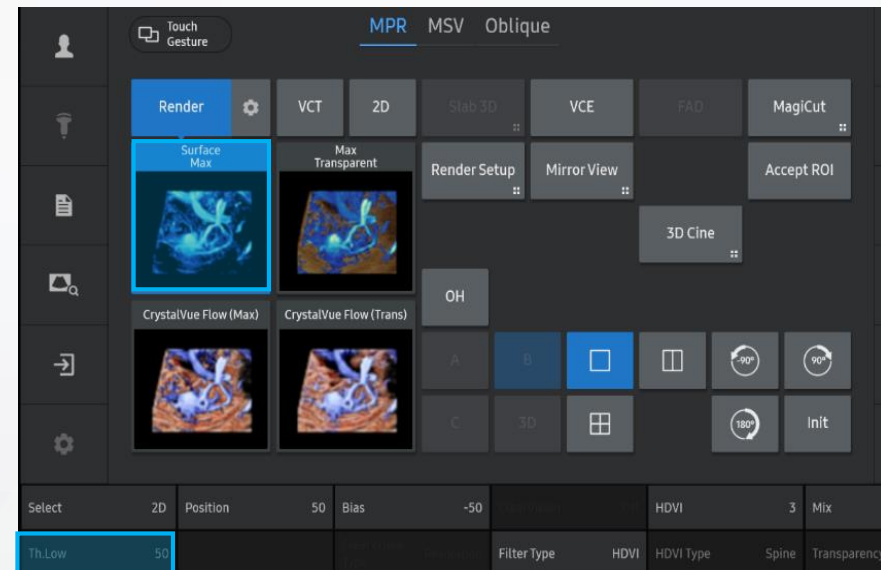 Touch
Gesture
MPR MSV Oblique
Render VCT 2D Slab 3D VCE FAD MagiCut
Surface
Max
Max
Transparent
Render Setup Mirror View Accept ROI
3D Cine
OH
CrystalVue Flow (Max) CrystalVue Flow (Trans)
A B -90° 90°
C 3D 180° Init
Select 2D Position 50 Bias -50 HDVI 3 Mix
Th.Low 50 Filter Type HDVI HDVI Type Spine Transparency